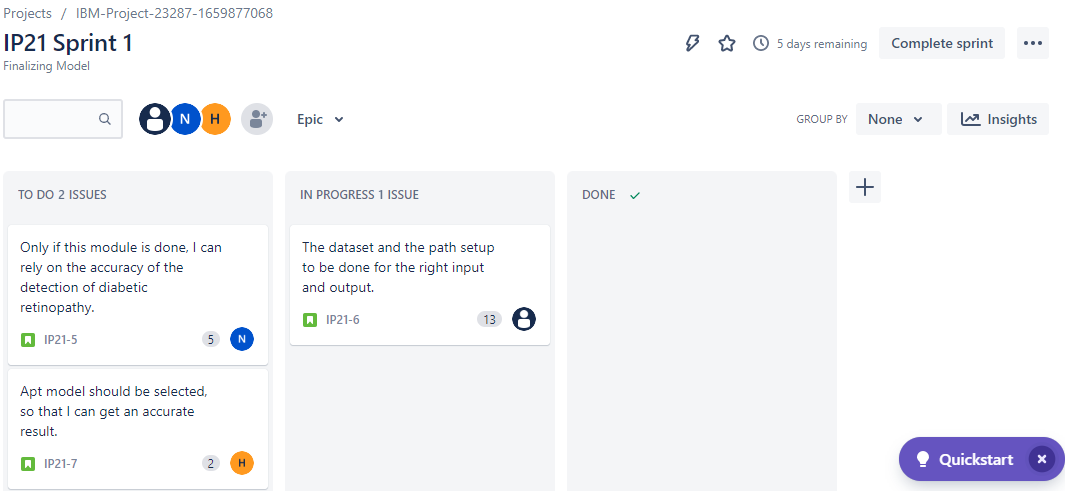 Projects / IBM-Project-23287-1659877068
IP21 Sprint 1
Finalizing Model
5 days remaining
Complete sprint
N
H
Epic
GROUP BY
None
Insights
TO DO 2 ISSUES
Only if this module is done, I can
rely on the accuracy of the
detection of diabetic
retinopathy.
IP21-5
5
N
Apt model should be selected,
so that I can get an accurate
result.
IP21-7
2
H
IN PROGRESS 1 ISSUE
The dataset and the path setup
to be done for the right input
and output.
IP21-6
13
DONE
Quickstart